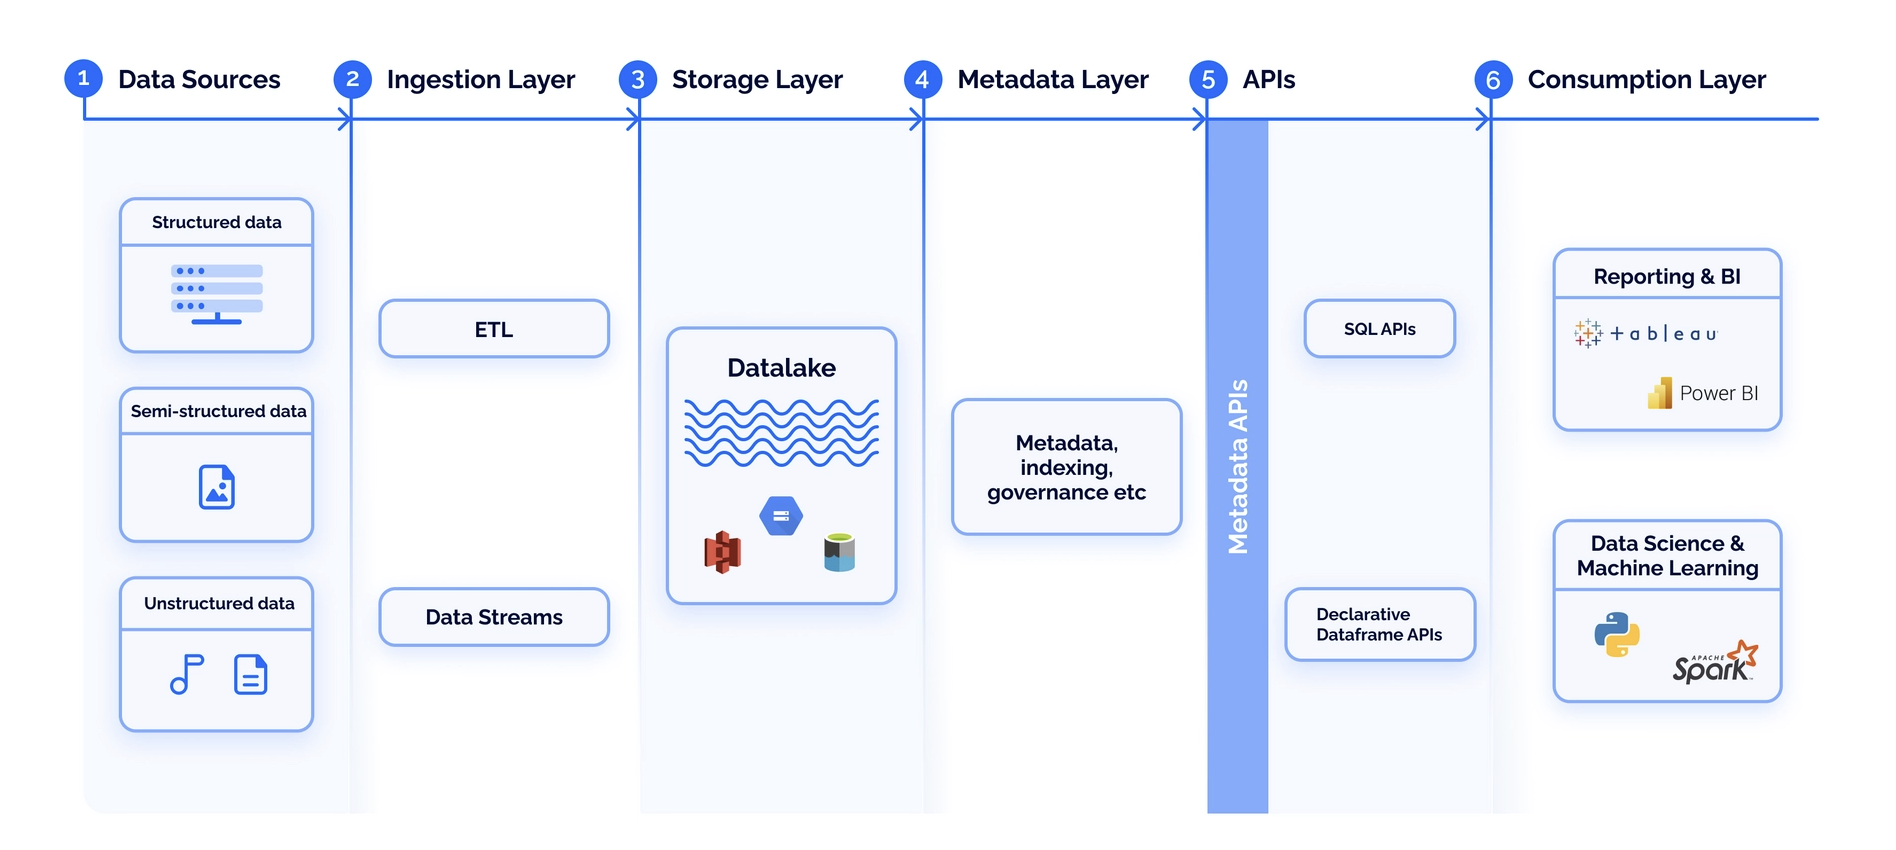 1 Data Sources
2 Ingestion Layer
3 Storage Layer
4 Metadata Layer
5 APIs
6 Consumption Layer
Structured data
Semi-structured data
Unstructured data
ETL
Data Streams
Datalake
Metadata,
indexing,
governance etc
Metadata APIs
SQL APIs
Declarative
Dataframe APIs
Reporting & BI
+ableau
Power BI
Data Science &
Machine Learning
APACHE
Spark™